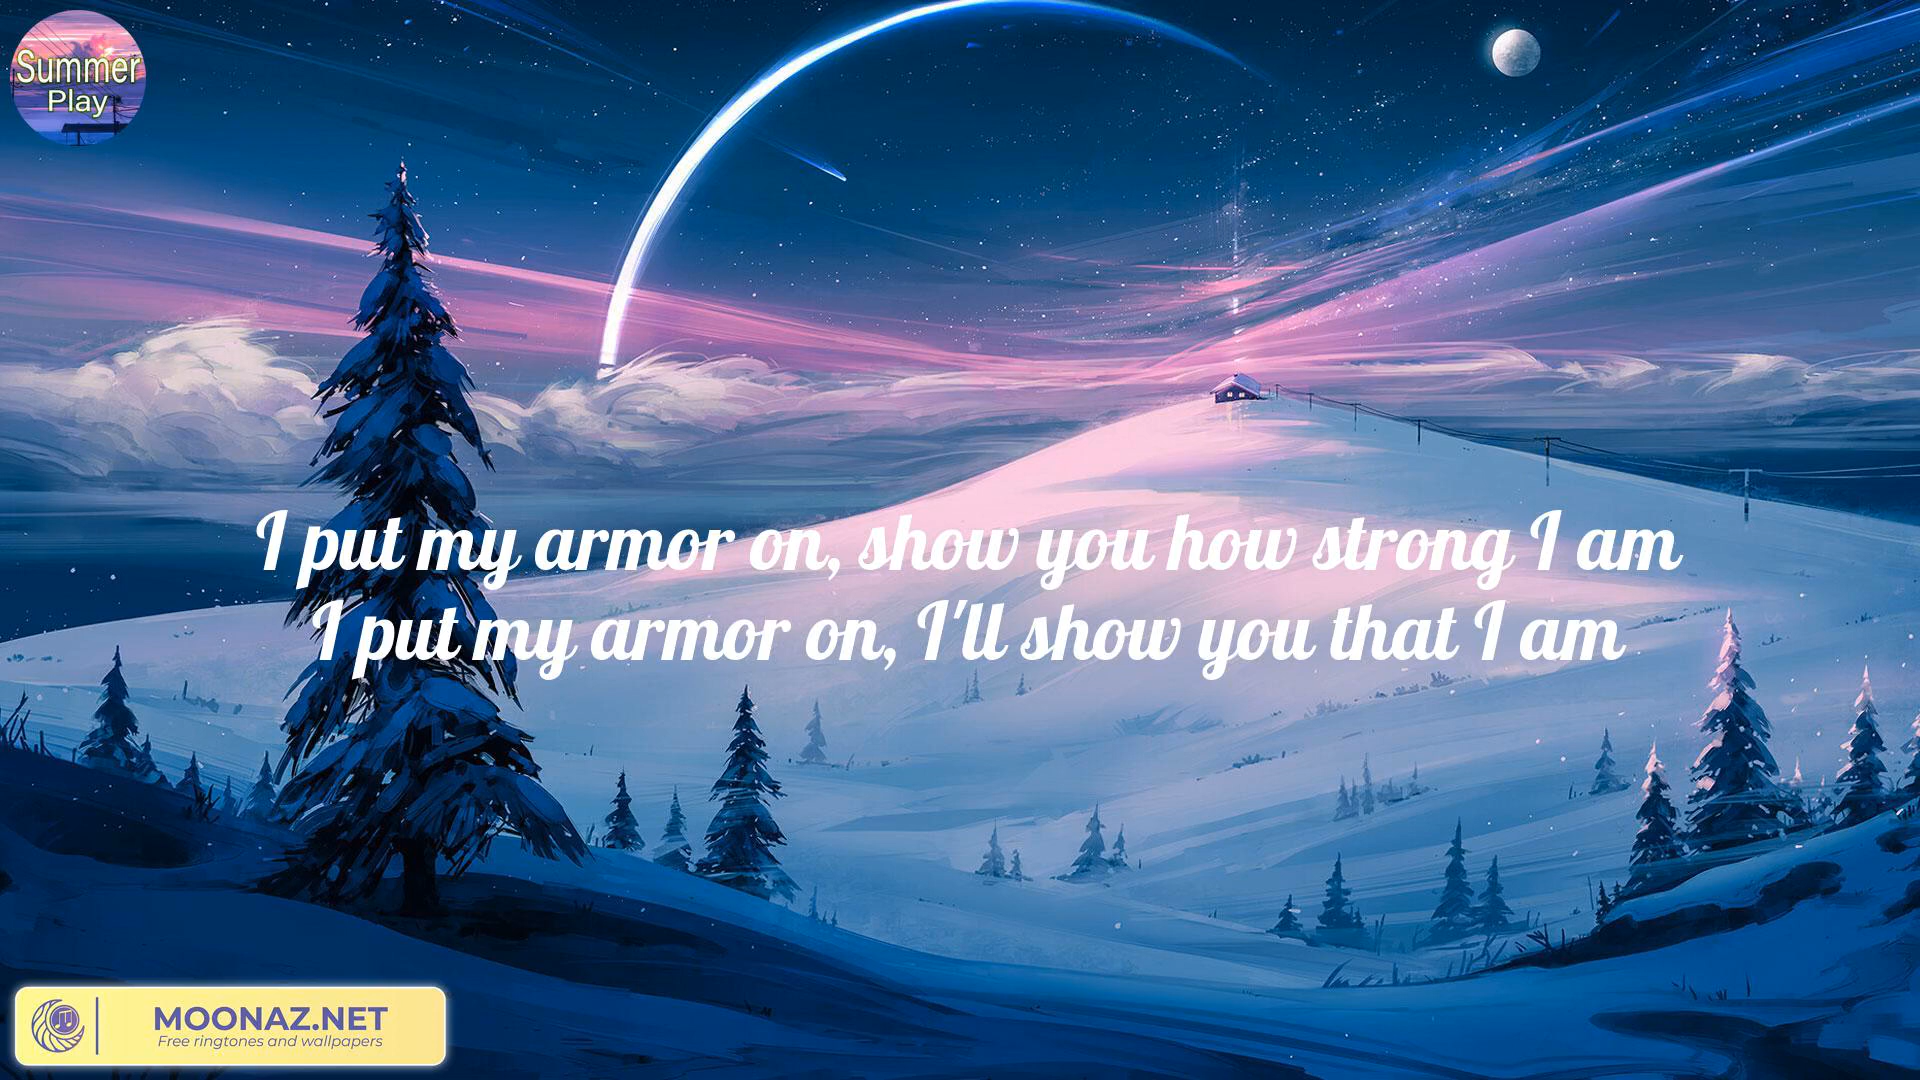 Summer
Play
I put my armor on, show you how strong I am
I put my armor on, I'll show you that I am
MOONAZ.NET
Free ringtones and wallpapers